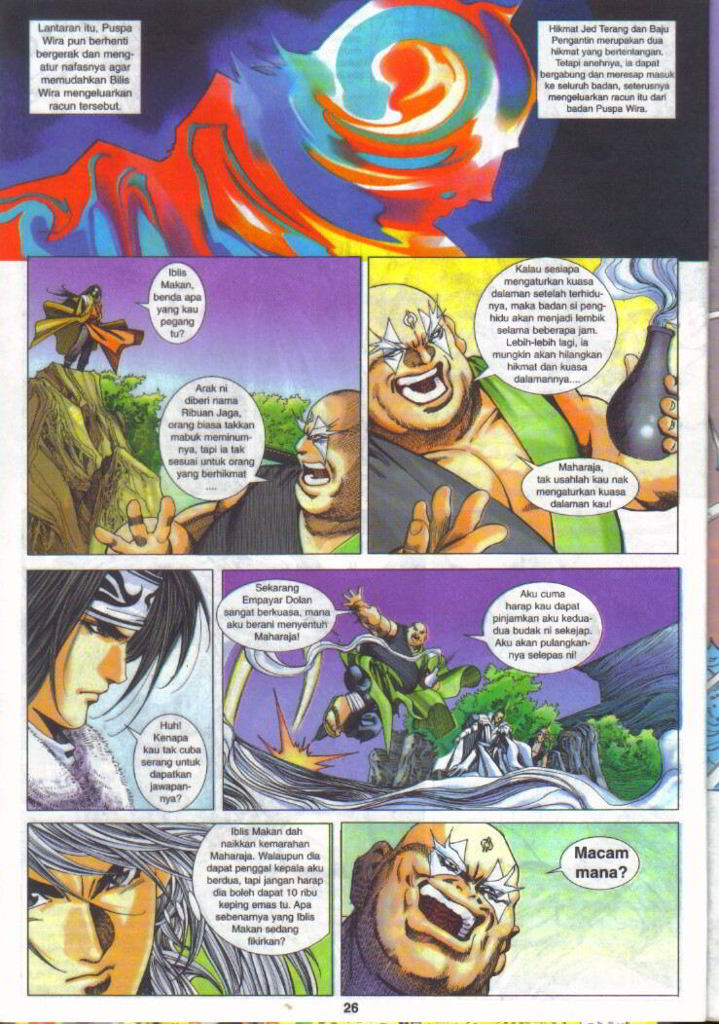 Lantaran itu, Puspa
Wira pun berhenti
bergerak dan meng-
atur nafasnya agar
memudahkan Bilis
Wira mengeluarkan
racun tersebut.
Hikmat Jed Terang dan Baju
Pengantin merupakan dua
hikmat yang bertentangan.
Tetapi anehnya, ia dapat
bergabung dan meresap masuk
ke seluruh badan, seterusnya
mengeluarkan racun itu dari
badan Puspa Wira.
Iblis
Makan,
benda apa
yang kau
pegang
tu?
Arak ni
diberi nama
Ribuan Jaga,
orang biasa takkan
mabuk meminum-
nya, tapi ia tak
sesuai untuk orang
yang berhikmat
....
Kalau sesiapa
mengaturkan kuasa
dalaman setelah terhidu-
nya, maka badan si peng-
hidu akan menjadi lembik
selama beberapa jam.
Lebih-lebih lagi, ia
mungkin akan hilangkan
hikmat dan kuasa
dalamannya....
Maharaja,
tak usahlah kau nak
mengaturkan kuasa
dalaman kau!
Huh!
Kenapa
kau tak cuba
serang untuk
dapatkan
jawapan-
nya?
Sekarang
Empayar Dolan
sangat berkuasa, mana
aku berani menyentuh
Maharaja!
Aku cuma
harap kau dapat
pinjamkan aku kedua-
dua budak ni sekejap.
Aku akan pulangkan-
nya selepas ni!
Iblis Makan dah
naikkan kemarahan
Maharaja. Walaupun dia
dapat penggal kepala aku
berdua, tapi jangan harap
dia boleh dapat 10 ribu
keping emas tu. Apa
sebenarnya yang Iblis
Makan sedang
fikirkan?
Macam
mana?
26